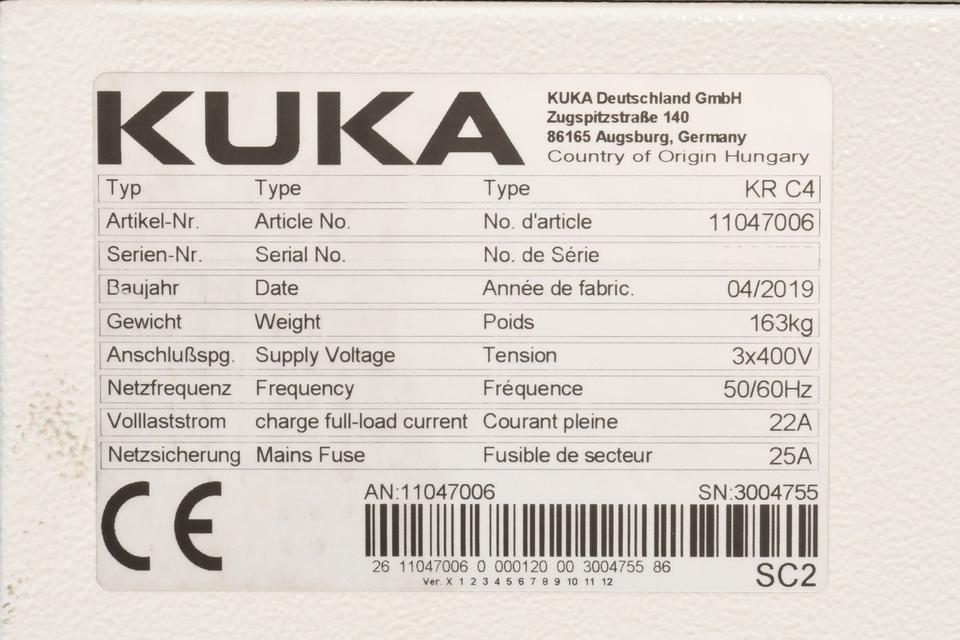 KUKA
KUKA Deutschland GmbH
Zugspitzstraße 140
86165 Augsburg, Germany
Country of Origin Hungary
Typ Type Type KR C4
Artikel-Nr. Article No. No. d'article 11047006
Serien-Nr. Serial No. No. de Série
Baujahr Date Année de fabric. 04/2019
Gewicht Weight Poids 163kg
Anschlußspg. Supply Voltage Tension 3x400V
Netzfrequenz Frequency Fréquence 50/60Hz
Volllaststrom charge full-load current Courant pleine 22A
Netzsicherung Mains Fuse Fusible de secteur 25A
CE
AN:11047006 SN:3004755
26 11047006 0 000120 00 3004755 86
Ver. X 1 2 3 4 5 6 7 8 9 10 11 12
SC2